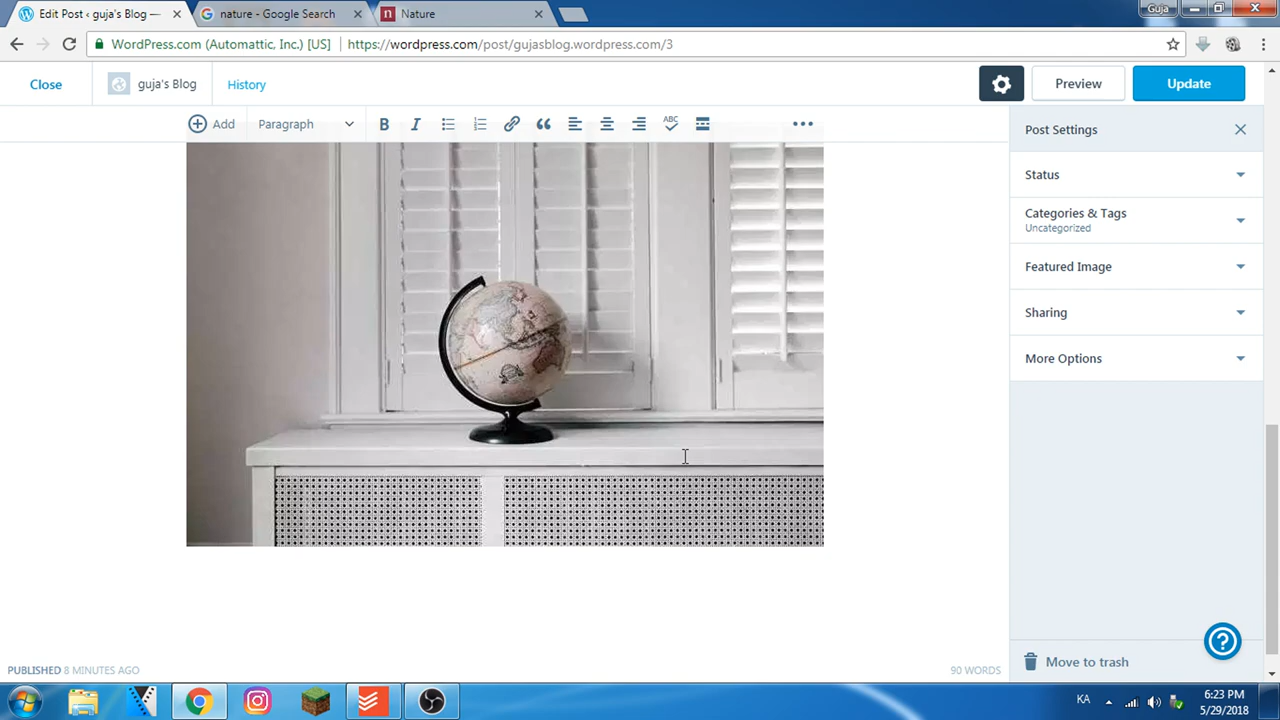 Edit Post ‹ guja's Blog —
nature - Google Search
Nature
Guja
WordPress.com (Automattic, Inc.) [US]
https://wordpress.com/post/gujasblog.wordpress.com/3
Close
guja's Blog
History
Preview
Update
Add
Paragraph
B
I
ABC
Post Settings
Status
Categories & Tags
Uncategorized
Featured Image
Sharing
More Options
Move to trash
PUBLISHED 8 MINUTES AGO
90 WORDS
KA
6:23 PM
5/29/2018